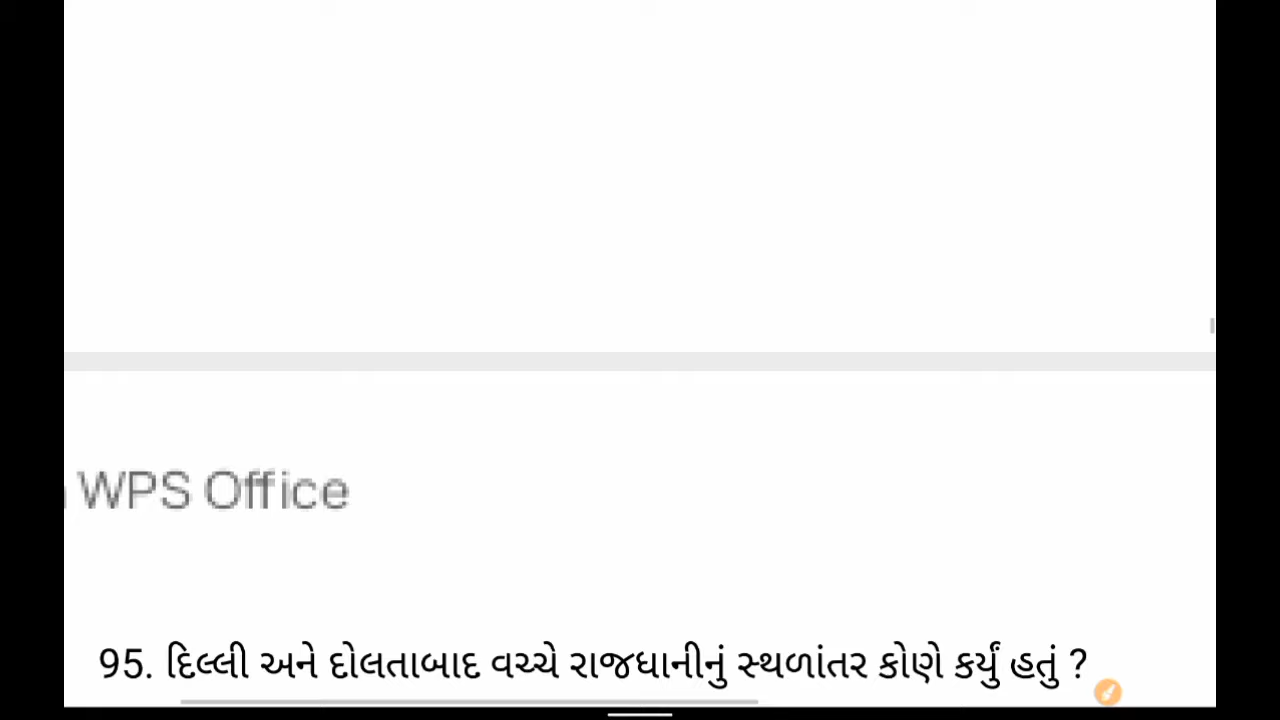 WPS Office
95. દિલ્લી અને દોલતાબાદ વચ્ચે રાજધાનીનું સ્થળાંતર કોણે કર્યું હતું ?